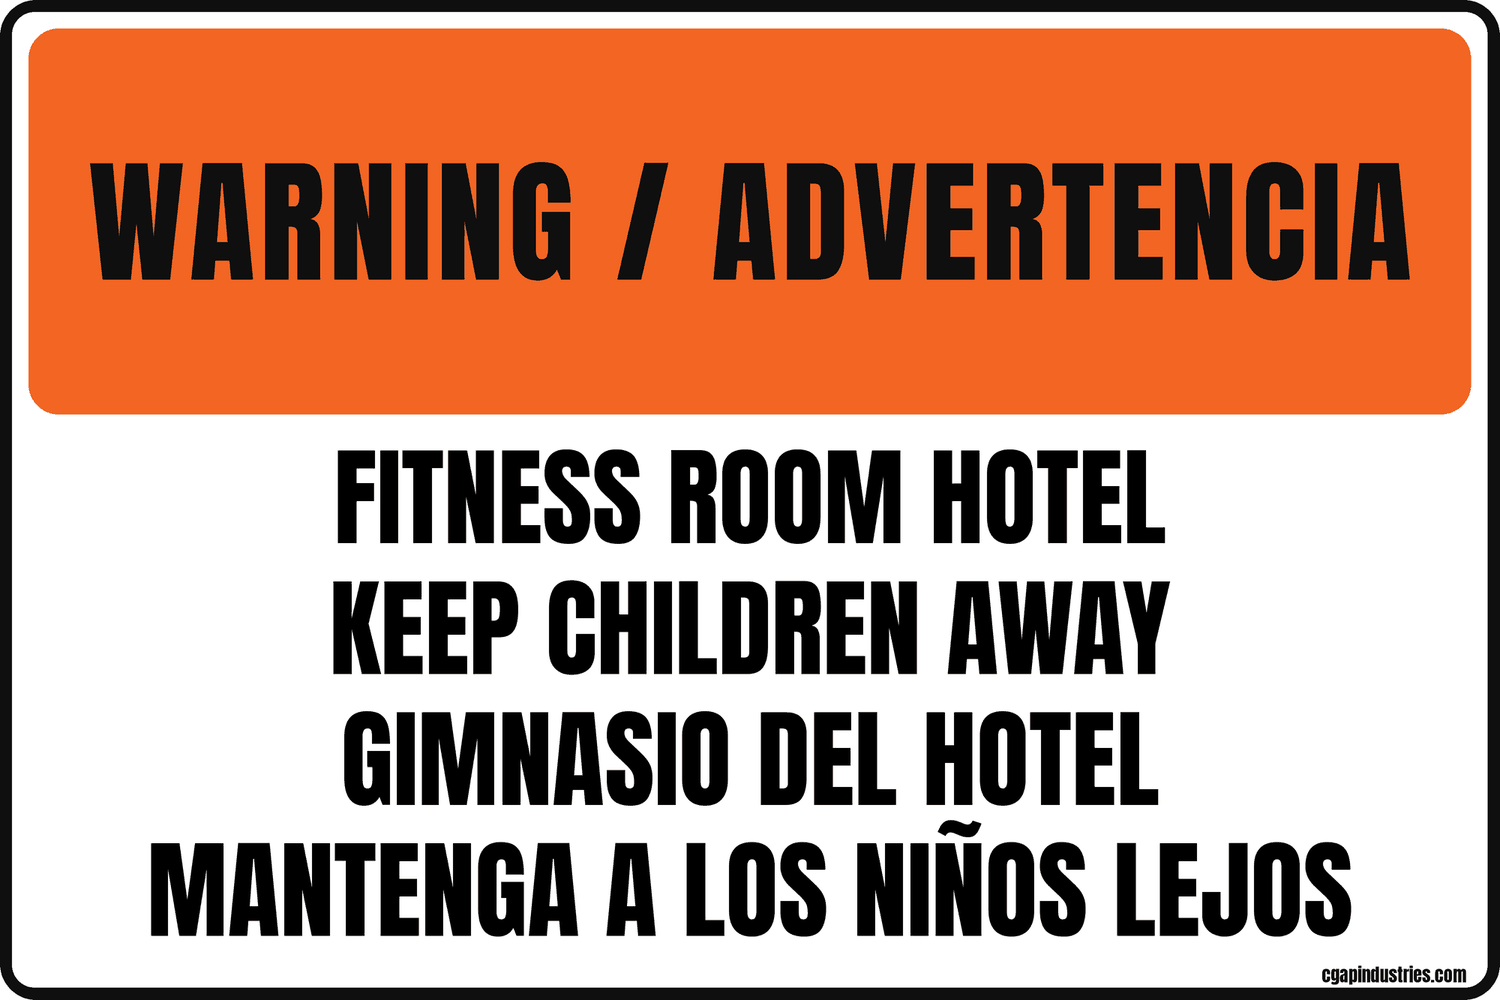 WARNING / ADVERTENCIA
FITNESS ROOM HOTEL
KEEP CHILDREN AWAY
GIMNASIO DEL HOTEL
MANTENGA A LOS NIÑOS LEJOS
cgapindustries.com